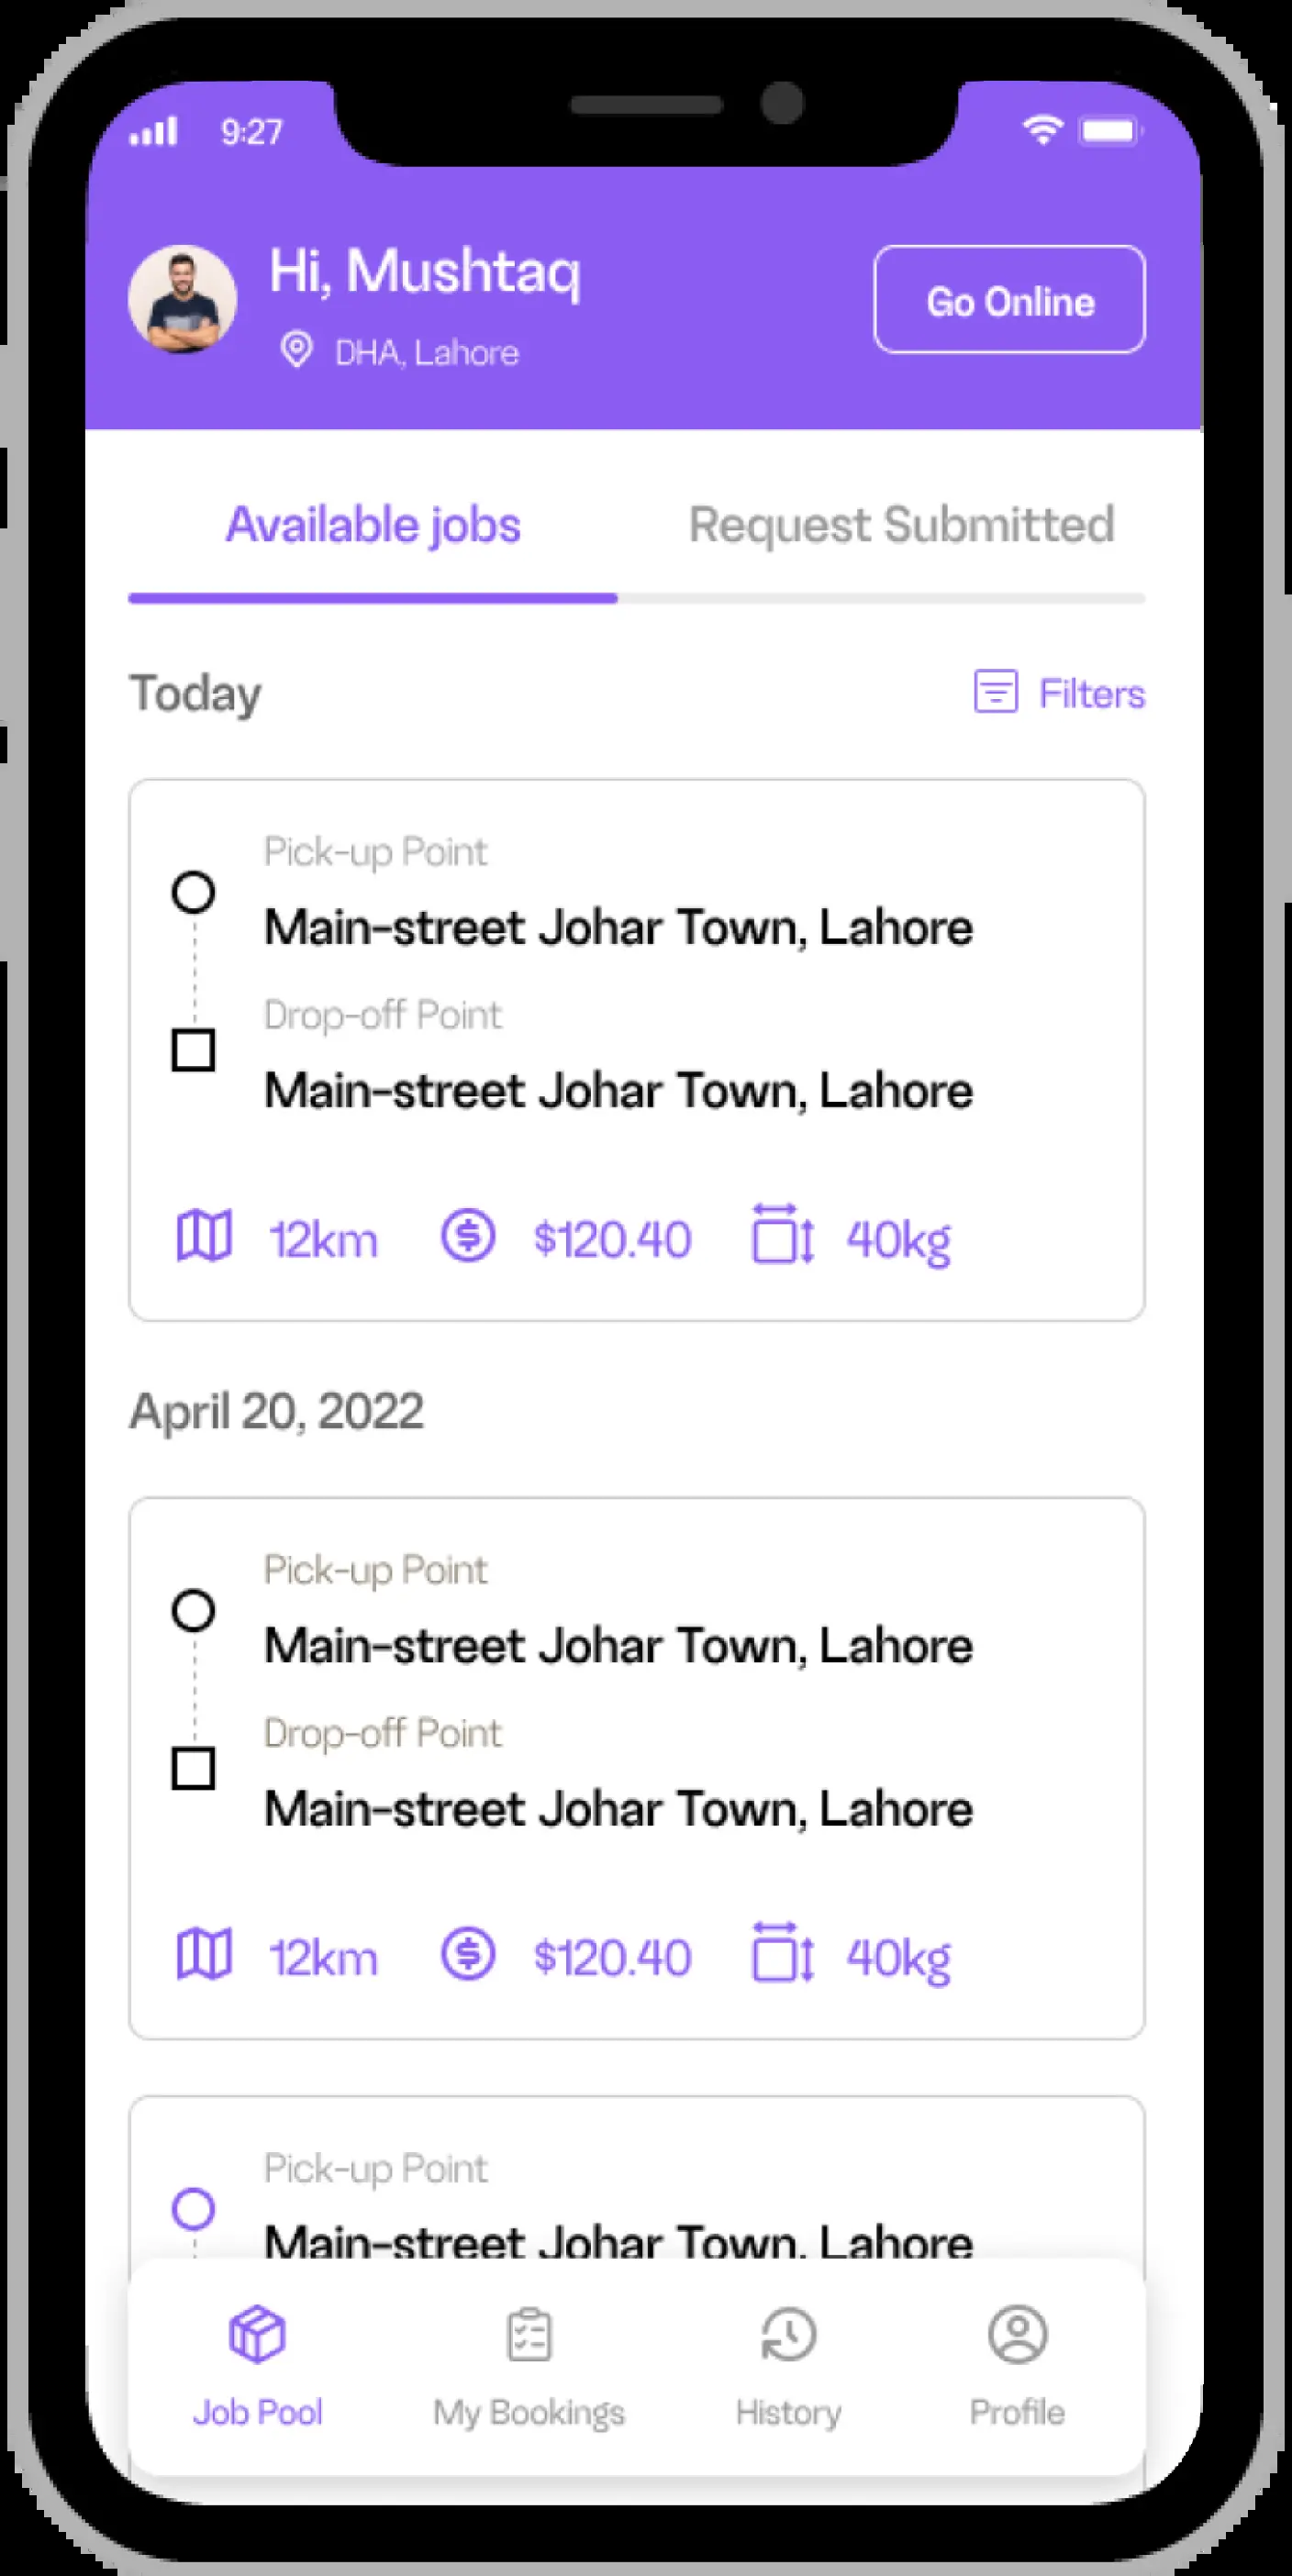 9:27
Hi, Mushtaq
DHA, Lahore
Go Online
Available jobs
Request Submitted
Today
Filters
Pick-up Point
Main-street Johar Town, Lahore
Drop-off Point
Main-street Johar Town, Lahore
12km
$120.40
40kg
April 20, 2022
Pick-up Point
Main-street Johar Town, Lahore
Drop-off Point
Main-street Johar Town, Lahore
12km
$120.40
40kg
Pick-up Point
Main-street Johar Town, Lahore
Job Pool
My Bookings
History
Profile